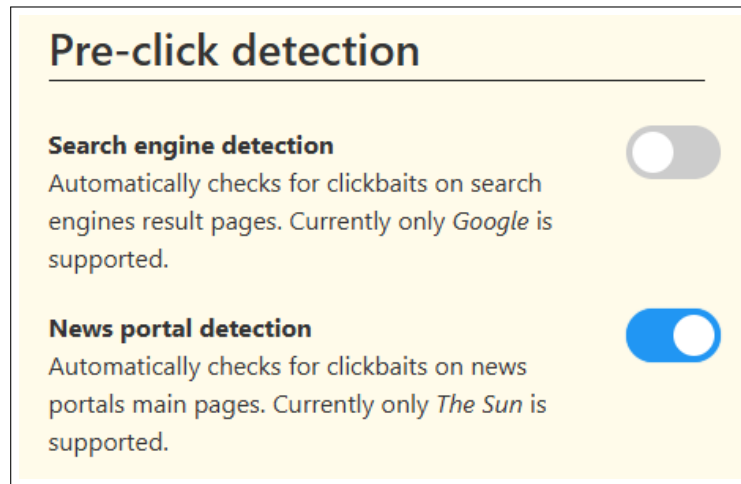 Pre-click detection
Search engine detection
Automatically checks for clickbaits on search
engines result pages. Currently only Google is
supported.
News portal detection
Automatically checks for clickbaits on news
portals main pages. Currently only The Sun is
supported.